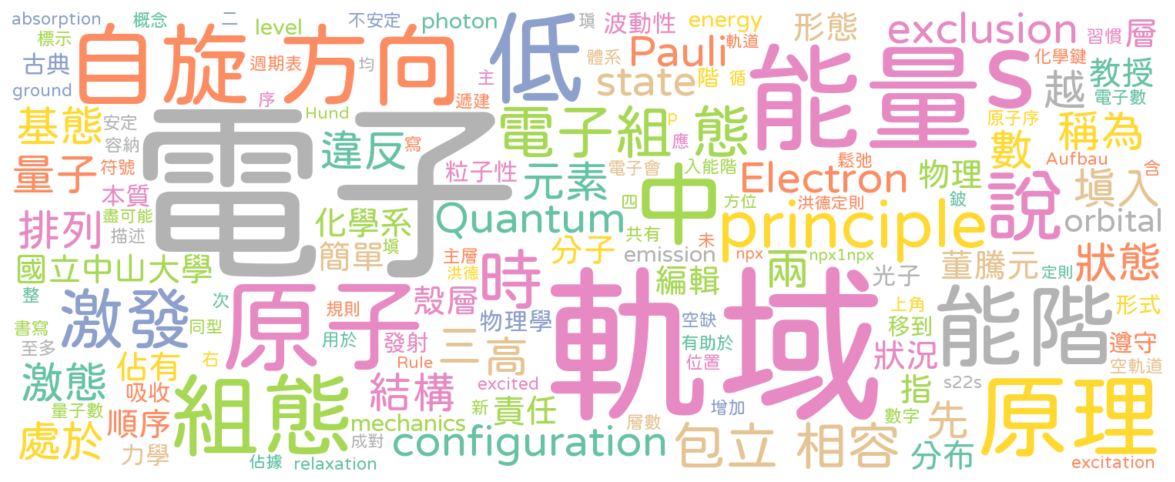 absorption 概念 二 level 不安定 photon 瑱 波動性 energy 形態 exclusion 習慣 層
標示 自旋方向 低 Pauli 軌道 能量 s 化學鍵
古典 週期表 均 體系 state 階 循 越 教授
ground 序 主 遞建 電子數
基態 安定 Hund 電子 電子組態 p 原子序 數 稱為
容納 違反 寫 應
量子 符號 粒子性 電子會 入能階 鬆弛 Aufbau 含
本質 元素 中 Electron 物理 說 填入
盡可能 四 方位 洪德定則 鈹
排列 描述 化學系 Quantum 共有 principle 未 orbital
國立中山大學 簡單 填 主層 分子 emission npx npx1npx 董騰元 定則 狀態
洪德 時 編輯 兩 光子
整 激發 次 原子 殼層 軌域 上角 能階 形式
書寫 同型 規則 物理學 空缺 移到 遵守
至多 用於 發射 三高 有助於 狀況 空軌道
激態 佔有 右 Rule 位置
吸收 組態 結構 excited 指 s22s 原理
量子數 新 責任 增加 數字
處於 順序 mechanics 層數 先
力學 成對 configuration 包立 相容 分布
佔據 relaxation excitation